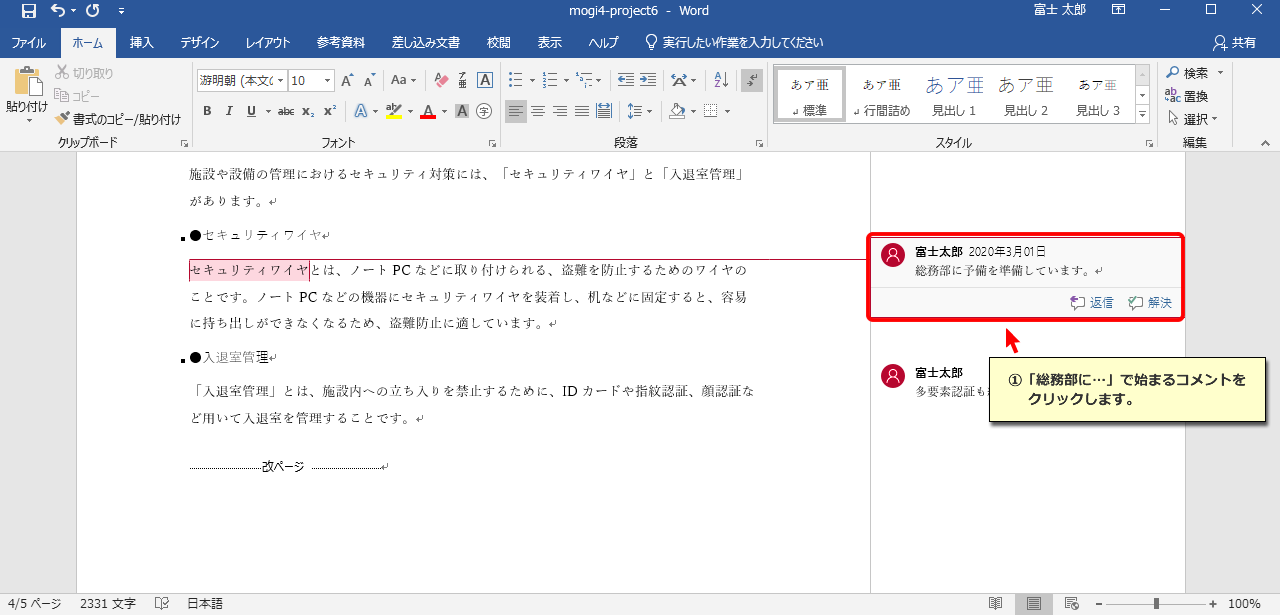 mogi4-project6 - Word
富士 太郎
ファイル ホーム 挿入 デザイン レイアウト 参考資料 差し込み文書 校閲 表示 ヘルプ 実行したい作業を入力してください 共有
貼り付け
切り取り
コピー
書式のコピー/貼り付け
クリップボード
游明朝 (本文の 10
フォント
段落
あア亜 標準
あア亜 行間詰め
あア亜 見出し 1
あア亜 見出し 2
あア亜 見出し 3
スタイル
検索
置換
選択
編集
施設や設備の管理におけるセキュリティ対策には、「セキュリティワイヤ」と「入退室管理」
があります。
●セキュリティワイヤ
セキュリティワイヤとは、ノート PC などに取り付けられる、盗難を防止するためのワイヤの
ことです。ノート PC などの機器にセキュリティワイヤを装着し、机などに固定すると、容易
に持ち出しができなくなるため、盗難防止に適しています。
●入退室管理
「入退室管理」とは、施設内への立ち入りを禁止するために、ID カードや指紋認証、顔認証な
ど用いて入退室を管理することです。
改ページ
富士太郎 2020年3月01日
総務部に予備を準備しています。
返信 解決
富士太郎
多要素認証も
①「総務部に…」で始まるコメントを
クリックします。
4/5 ページ 2331 文字 日本語 100%